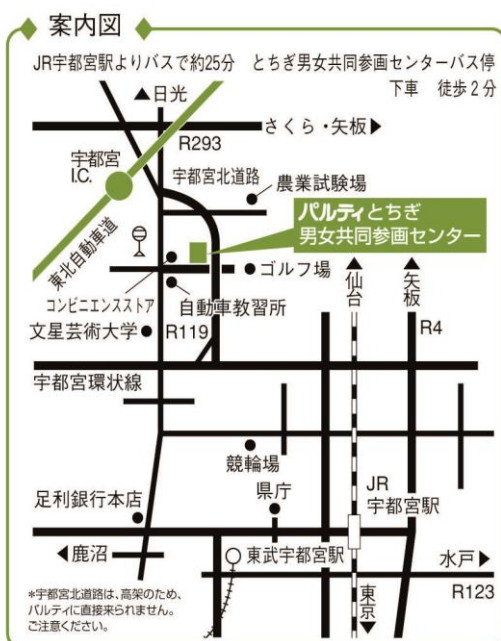 案内図
JR宇都宮駅よりバスで約25分　とちぎ男女共同参画センターバス停
下車　徒歩2分
▲日光
さくら・矢板▶
R293
宇都宮
I.C.
宇都宮北道路
農業試験場
パルティとちぎ
男女共同参画センター
東北自動車道
ゴルフ場
▲仙台
▲矢板
コンビニエンスストア
自動車教習所
文星芸術大学
R119
R4
宇都宮環状線
競輪場
JR
宇都宮駅
県庁
足利銀行本店
◀鹿沼
東武宇都宮駅
水戸▶
R123
東京▼
*宇都宮北道路は、高架のため、
パルティに直接来られません。
ご注意ください。